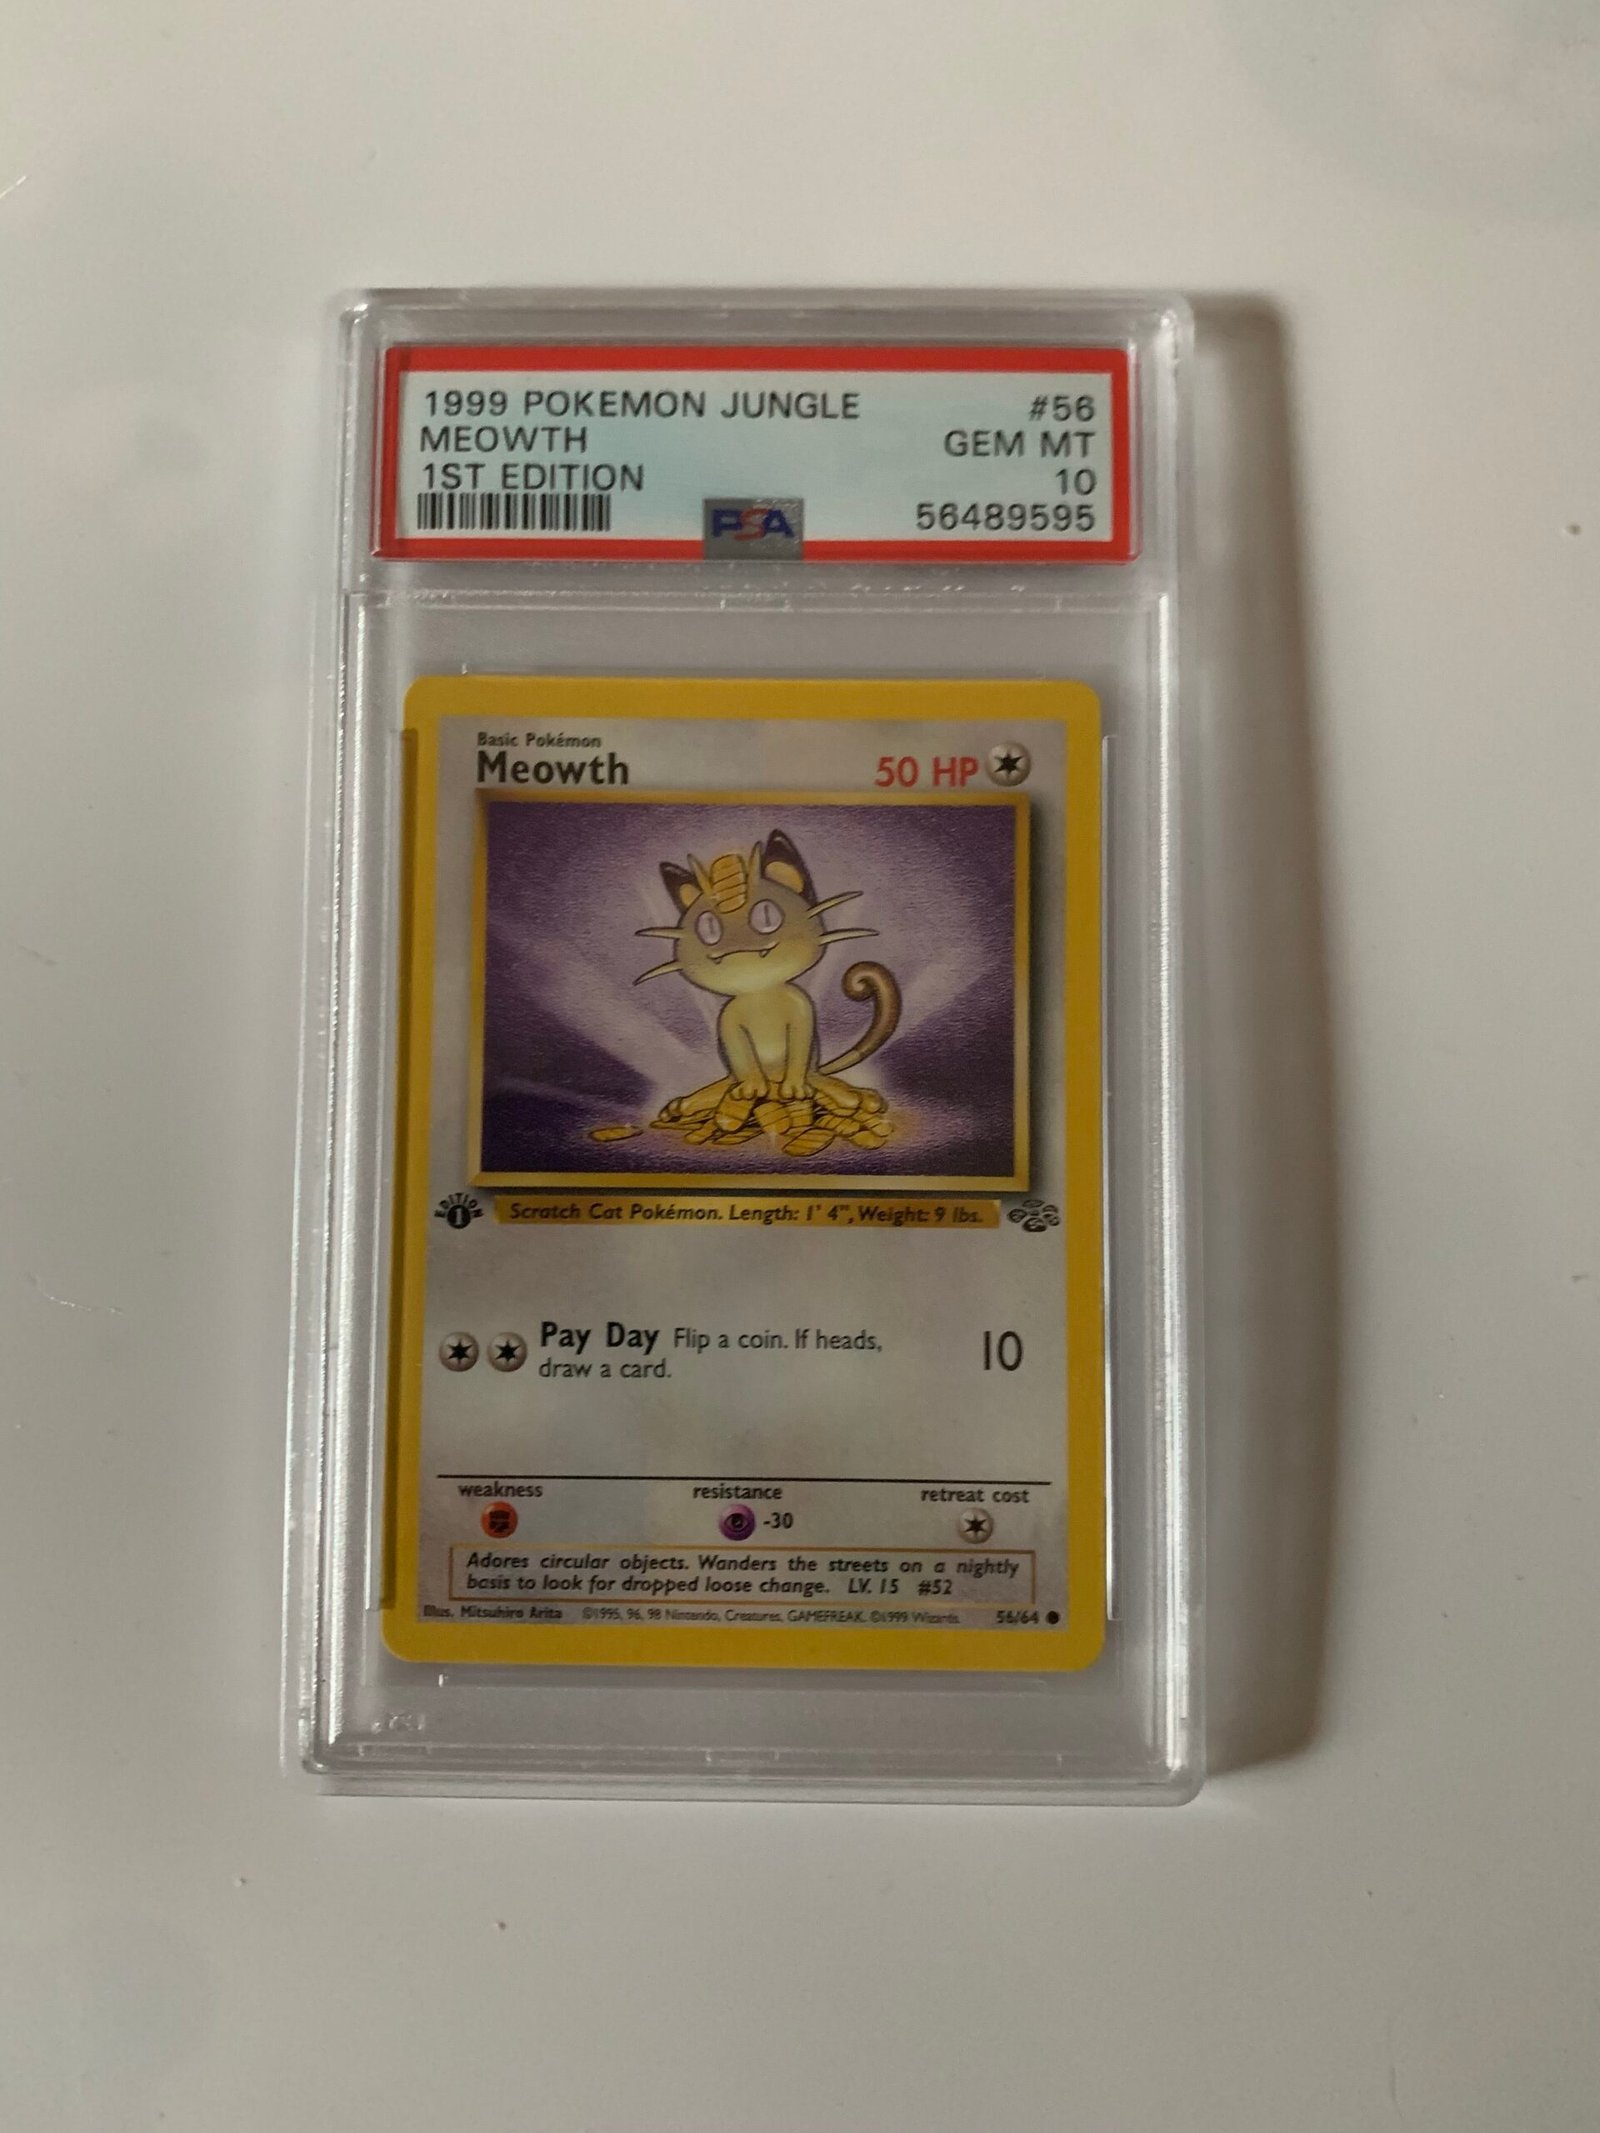 1999 POKEMON JUNGLE #56
MEOWTH GEM MT
1ST EDITION 10
PSA 56489595
Basic Pokémon
Meowth 50 HP
EDITION 1
Scratch Cat Pokémon. Length: 1' 4", Weight: 9 lbs.
Pay Day Flip a coin. If heads, 10
draw a card.
weakness resistance retreat cost
-30
Adores circular objects. Wanders the streets on a nightly
basis to look for dropped loose change. LV. 15 #52
Illus. Mitsuhiro Arita ©1995, 96, 98 Nintendo, Creatures, GAMEFREAK. ©1999 Wizards. 56/64